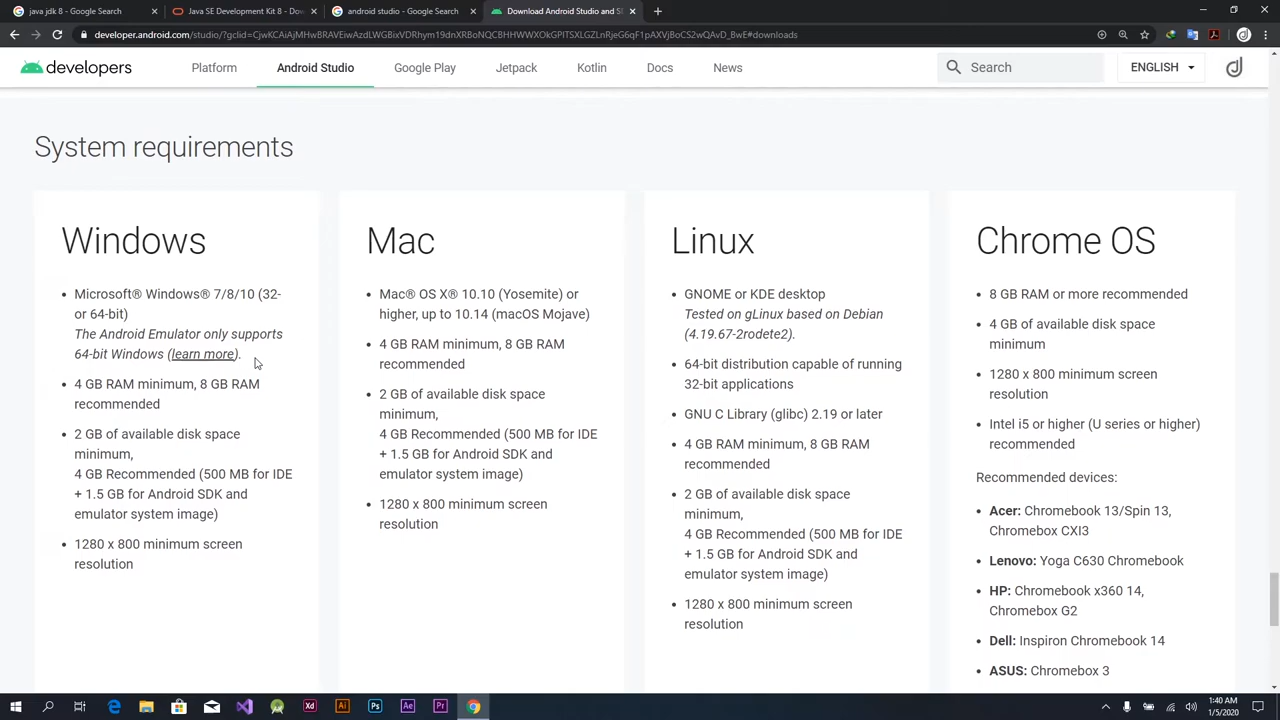 java jdk 8 - Google Search
Java SE Development Kit 8 - Dow
android studio - Google Search
Download Android Studio and S
developer.android.com/studio/?gclid=CjwKCAiAjMHwBRAVEiwAzdLWGBixVDRhym19dnXRBoNQCBHHWWXOkGPITSXLGZLnRjeG6qF1pAXVjBoCS2wQAvD_BwE#downloads
developers
Platform
Android Studio
Google Play
Jetpack
Kotlin
Docs
News
Search
ENGLISH
System requirements
Windows
Microsoft® Windows® 7/8/10 (32-
or 64-bit)
The Android Emulator only supports
64-bit Windows (learn more).
4 GB RAM minimum, 8 GB RAM
recommended
2 GB of available disk space
minimum,
4 GB Recommended (500 MB for IDE
+ 1.5 GB for Android SDK and
emulator system image)
1280 x 800 minimum screen
resolution
Mac
Mac® OS X® 10.10 (Yosemite) or
higher, up to 10.14 (macOS Mojave)
4 GB RAM minimum, 8 GB RAM
recommended
2 GB of available disk space
minimum,
4 GB Recommended (500 MB for IDE
+ 1.5 GB for Android SDK and
emulator system image)
1280 x 800 minimum screen
resolution
Linux
GNOME or KDE desktop
Tested on gLinux based on Debian
(4.19.67-2rodete2).
64-bit distribution capable of running
32-bit applications
GNU C Library (glibc) 2.19 or later
4 GB RAM minimum, 8 GB RAM
recommended
2 GB of available disk space
minimum,
4 GB Recommended (500 MB for IDE
+ 1.5 GB for Android SDK and
emulator system image)
1280 x 800 minimum screen
resolution
Chrome OS
8 GB RAM or more recommended
4 GB of available disk space
minimum
1280 x 800 minimum screen
resolution
Intel i5 or higher (U series or higher)
recommended
Recommended devices:
Acer: Chromebook 13/Spin 13,
Chromebox CXI3
Lenovo: Yoga C630 Chromebook
HP: Chromebook x360 14,
Chromebox G2
Dell: Inspiron Chromebook 14
ASUS: Chromebox 3
Xd
Ai
Ps
Ae
Pr
1:40 AM
1/5/2020